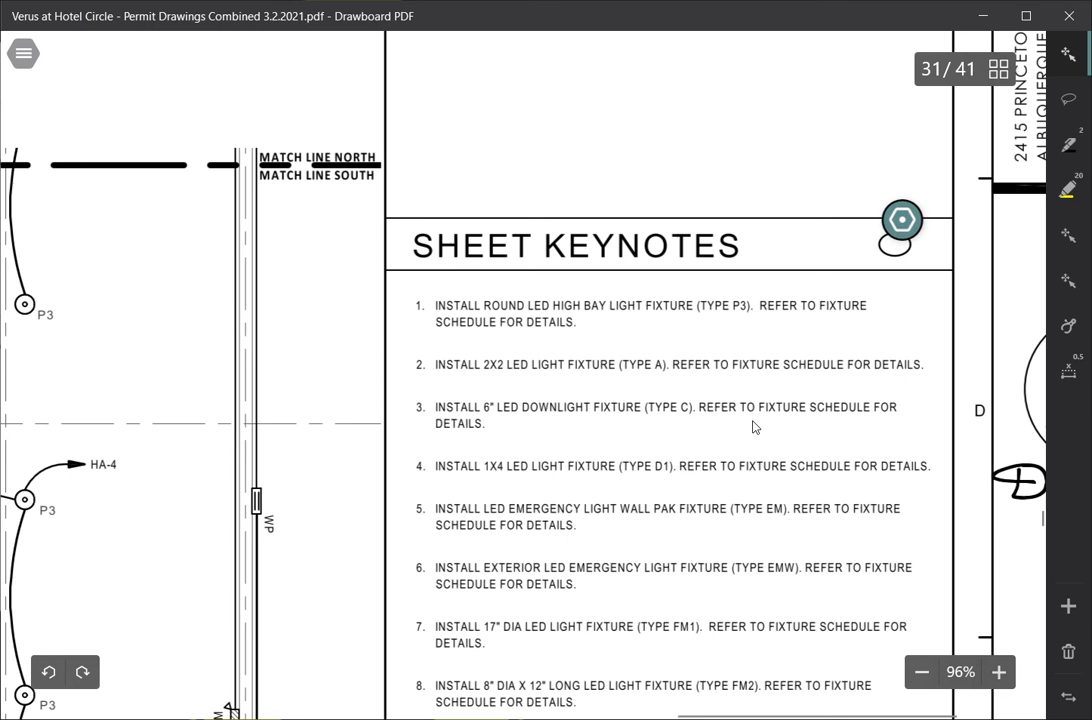 Verus at Hotel Circle - Permit Drawings Combined 3.2.2021.pdf - Drawboard PDF
31/ 41
2415 PRINCETO
ALBUQUERQUE
2
20
0.5
MATCH LINE NORTH
MATCH LINE SOUTH
P3
HA-4
P3
WP
P3
M
SHEET KEYNOTES
1. INSTALL ROUND LED HIGH BAY LIGHT FIXTURE (TYPE P3). REFER TO FIXTURE
SCHEDULE FOR DETAILS.
2. INSTALL 2X2 LED LIGHT FIXTURE (TYPE A). REFER TO FIXTURE SCHEDULE FOR DETAILS.
3. INSTALL 6" LED DOWNLIGHT FIXTURE (TYPE C). REFER TO FIXTURE SCHEDULE FOR
DETAILS.
4. INSTALL 1X4 LED LIGHT FIXTURE (TYPE D1). REFER TO FIXTURE SCHEDULE FOR DETAILS.
5. INSTALL LED EMERGENCY LIGHT WALL PAK FIXTURE (TYPE EM). REFER TO FIXTURE
SCHEDULE FOR DETAILS.
6. INSTALL EXTERIOR LED EMERGENCY LIGHT FIXTURE (TYPE EMW). REFER TO FIXTURE
SCHEDULE FOR DETAILS.
7. INSTALL 17" DIA LED LIGHT FIXTURE (TYPE FM1). REFER TO FIXTURE SCHEDULE FOR
DETAILS.
8. INSTALL 8" DIA X 12" LONG LED LIGHT FIXTURE (TYPE FM2). REFER TO FIXTURE
SCHEDULE FOR DETAILS.
D
96%